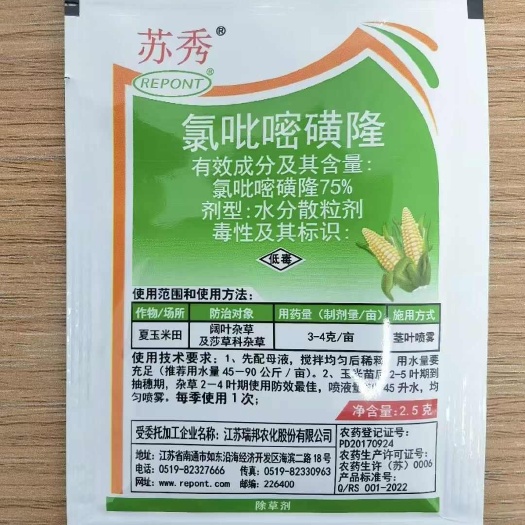 苏秀®
REPONT®
氯吡嘧磺隆
有效成分及其含量:
氯吡嘧磺隆75%
剂型:水分散粒剂
毒性及其标识:
低毒
使用范围和使用方法:
作物/场所 防治对象 用药量(制剂量/亩) 施用方式
夏玉米田 阔叶杂草及莎草科杂草 3-4克/亩 茎叶喷雾
使用技术要求:1、先配母液,搅拌均匀后稀释,用水量要
充足(推荐用水量45-90公斤/亩)。2、玉米苗后2-5叶期到
抽穗期,杂草2-4叶期使用防效最佳,喷液量 45升水,均
匀喷雾。每季使用1次;
净含量:2.5克
受委托加工企业名称:江苏瑞邦农化股份有限公司
地址:江苏省南通市如东沿海经济开发区海滨二路18号
电话:0519-82327666 传真:0519-82330963
网址:www.repont.com 邮编:226400
农药登记证号:
PD20170924
农药生产许可证号:
农药生许(苏)0006
产品标准号:
Q/RS 001-2022
除草剂